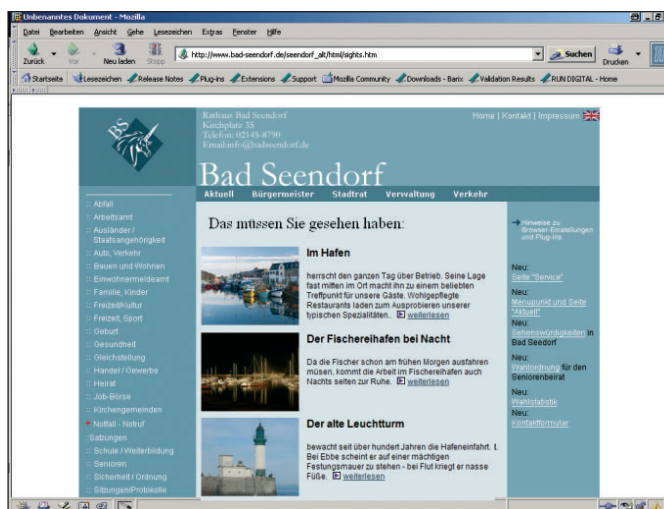 Unbenanntes Dokument - Mozilla
Datei Bearbeiten Ansicht Gehe Lesezeichen Extras Fenster Hilfe
Zurück Vor Neu laden Stopp http://www.bad-seendorf.de/seendorf_alt/html/sights.htm Suchen Drucken
Startseite Lesezeichen Release Notes Plug-ins Extensions Support Mozilla Community Downloads - Barix Validation Results RUN DIGITAL - Home
BS
Rathaus Bad Seendorf
Kirchplatz 35
Telefon: 02145-8790
Email:info@badseendorf.de
Home | Kontakt | Impressum
Bad Seendorf
Aktuell Bürgermeister Stadtrat Verwaltung Verkehr
:: Abfall
:: Arbeitsamt
:: Ausländer /
Staatsangehörigkeit
:: Auto, Verkehr
:: Bauen und Wohnen
:: Einwohnermeldeamt
:: Familie, Kinder
:: Freizeit/Kultur
:: Freizeit, Sport
:: Geburt
:: Gesundheit
:: Gleichstellung
:: Handel / Gewerbe
:: Heirat
:: Job-Börse
:: Kirchengemeinden
Notfall - Notruf
:Satzungen
:: Schule / Weiterbildung
:: Senioren
:: Sicherheit / Ordnung
:: Sitzungen/Protokolle
Das müssen Sie gesehen haben:
Im Hafen
herrscht den ganzen Tag über Betrieb. Seine Lage
fast mitten im Ort macht ihn zu einem beliebten
Treffpunkt für unsere Gäste. Wohlgepflegte
Restaurants laden zum Ausprobieren unserer
typischen Spezialitäten.. weiterlesen
Der Fischereihafen bei Nacht
Da die Fischer schon am frühen Morgen ausfahren
müsen, kommt die Arbeit im Fischereihafen auch
Nachts selten zur Ruhe. weiterlesen
Der alte Leuchtturm
bewacht seit über hundert Jahren die Hafeneinfahrt. t.
Bei Ebbe scheint er auf einer mächtigen
Festungsmauer zu stehen - bei Flut kriegt er nasse
Füße. weiterlesen
Hinweise zu
Browser-Einstellungen
und Plug-Ins
Neu:
Seite "Service"
Neu:
Menupunkt und Seite
"Aktuell"
Neu:
Sehenswürdigkeiten in
Bad Seedorf
Neu:
Wahlordnung für den
Seniorenbeirat
Neu:
Wahlstatistik
Neu:
Kontaktformular